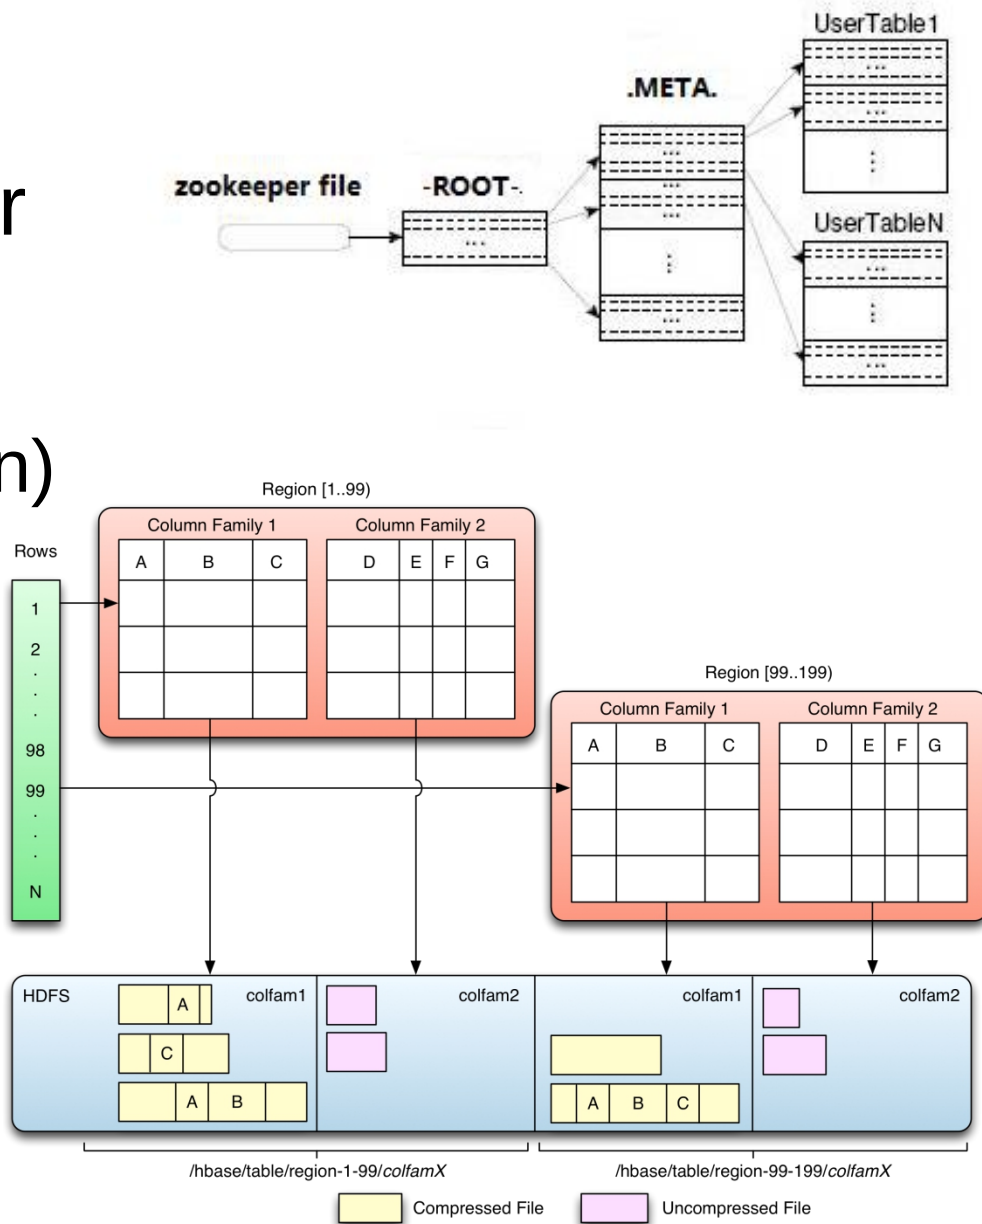 UserTable1
...
...
⋮
.META.
...
...
...
⋮
...
r
zookeeper file
-ROOT-.
...
UserTableN
...
⋮
...
n)
Region [1..99)
Column Family 1
Column Family 2
Rows
A B C
D E F G
1
2
.
.
.
98
99
.
.
.
N
Region [99..199)
Column Family 1
Column Family 2
A B C
D E F G
HDFS
colfam1
A
C
A B
colfam2
colfam1
A B C
colfam2
/hbase/table/region-1-99/colfamX
/hbase/table/region-99-199/colfamX
Compressed File
Uncompressed File